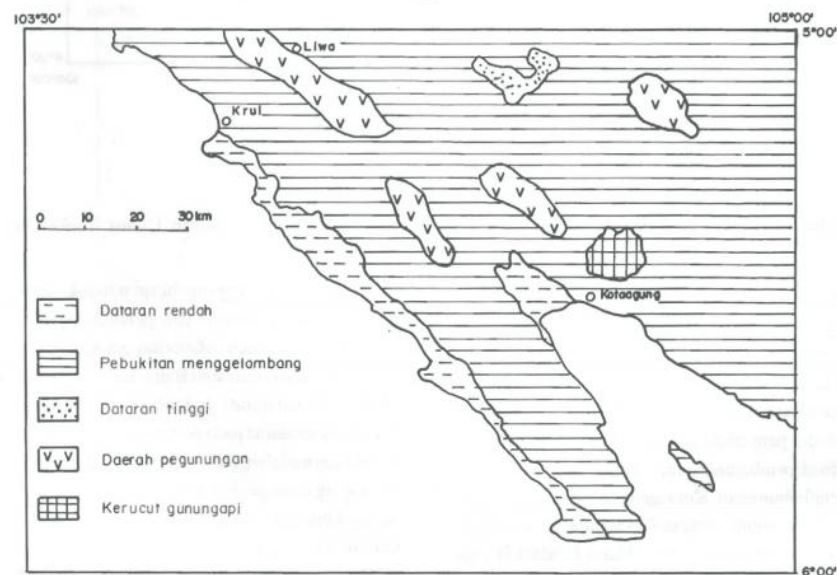 103°30' 105°00'
5°00'
Liwa
Krui
0 10 20 30 km
Kotaagung
Dataran rendah
Pebukitan menggelombang
Dataran tinggi
Daerah pegunungan
Kerucut gunungapi
6°00'